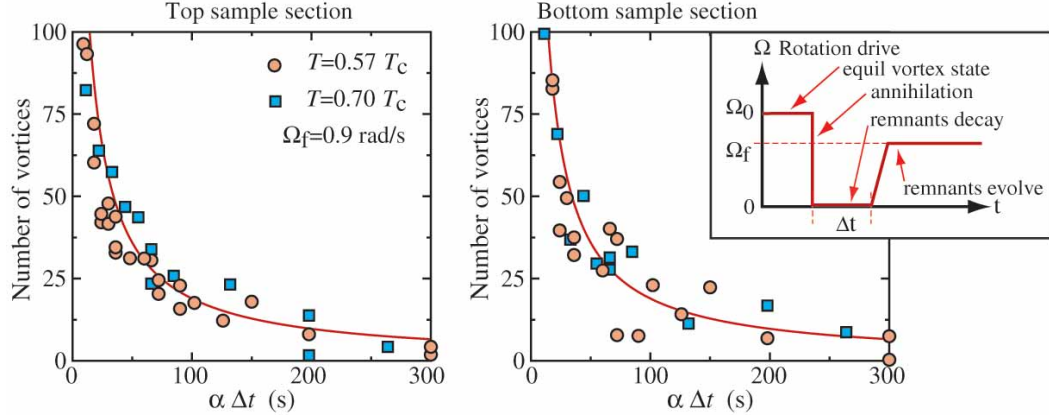 Top sample section
Bottom sample section
Number of vortices
100
75
50
25
0
T=0.57 Tc
T=0.70 Tc
Ωf=0.9 rad/s
0
100
200
300
α Δt (s)
Number of vortices
100
75
50
25
0
0
100
200
300
α Δt (s)
Ω Rotation drive
equil vortex state
annihilation
remnants decay
Ω0
Ωf
remnants evolve
0
t
Δt